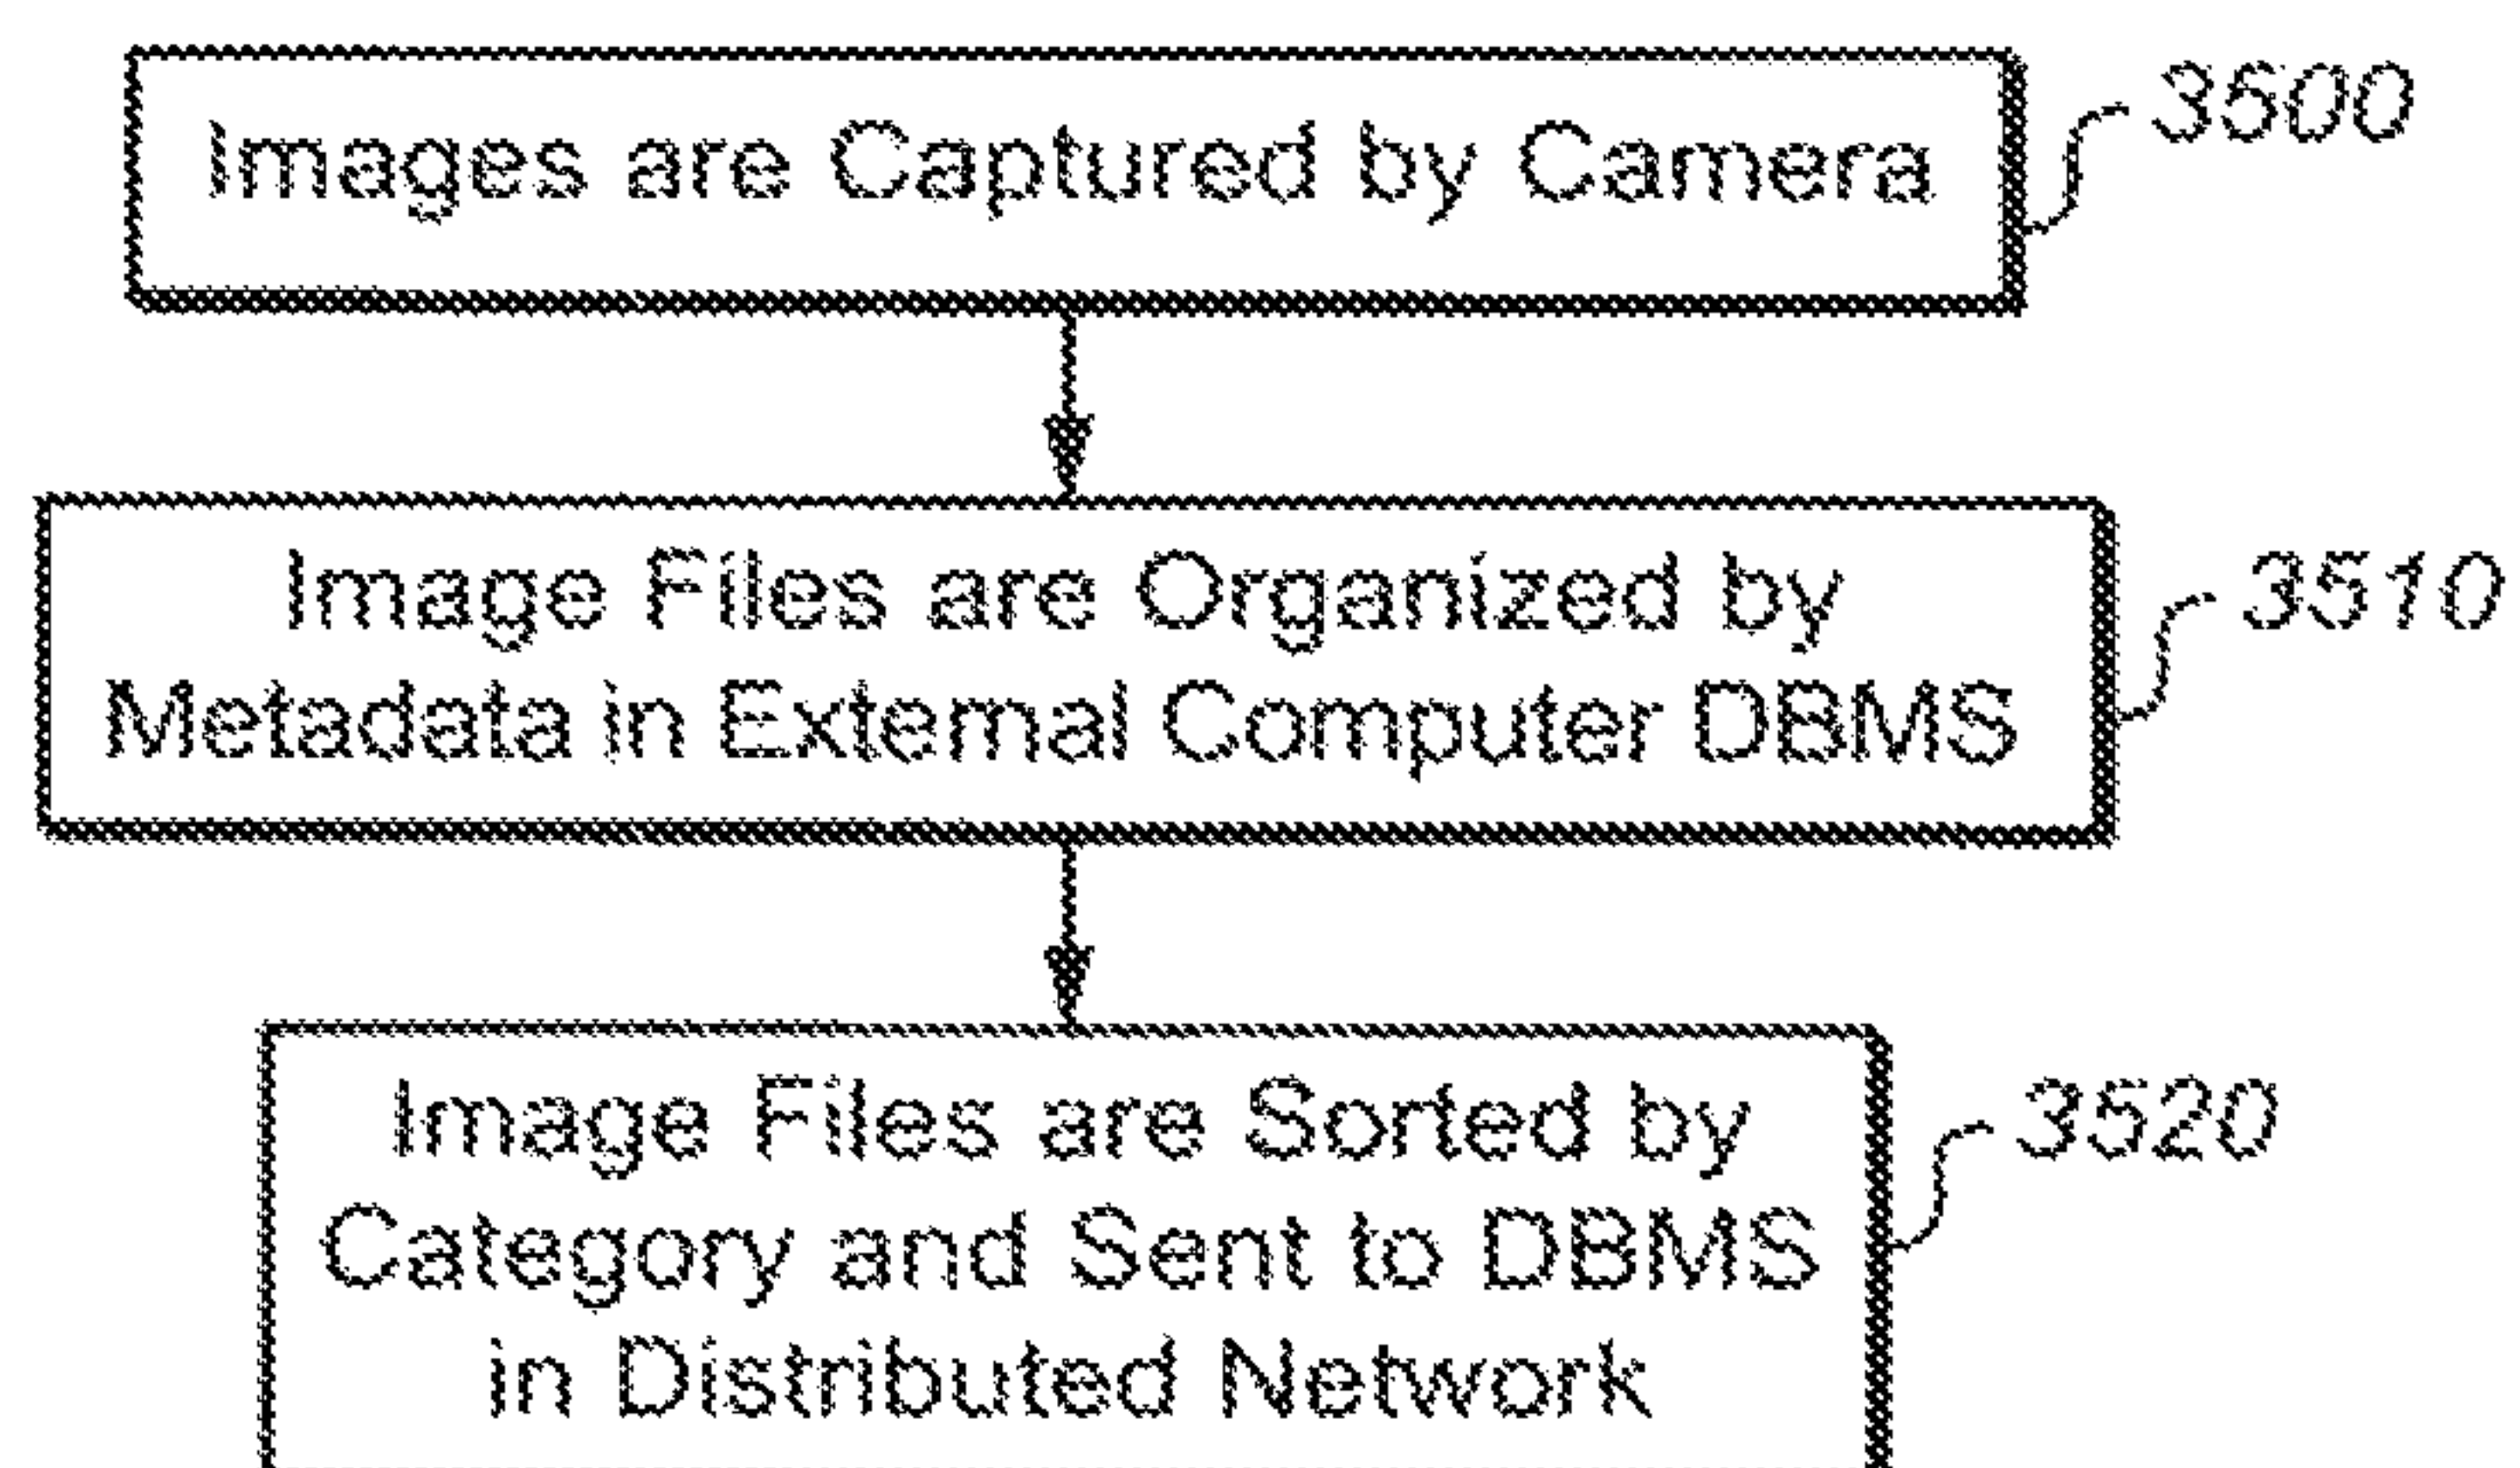 Images are Captured by Camera
3500
Image Files are Organized by
Metadata in External Computer DBMS
3510
Image Files are Sorted by
Category and Sent to DBMS
in Distributed Network
3520